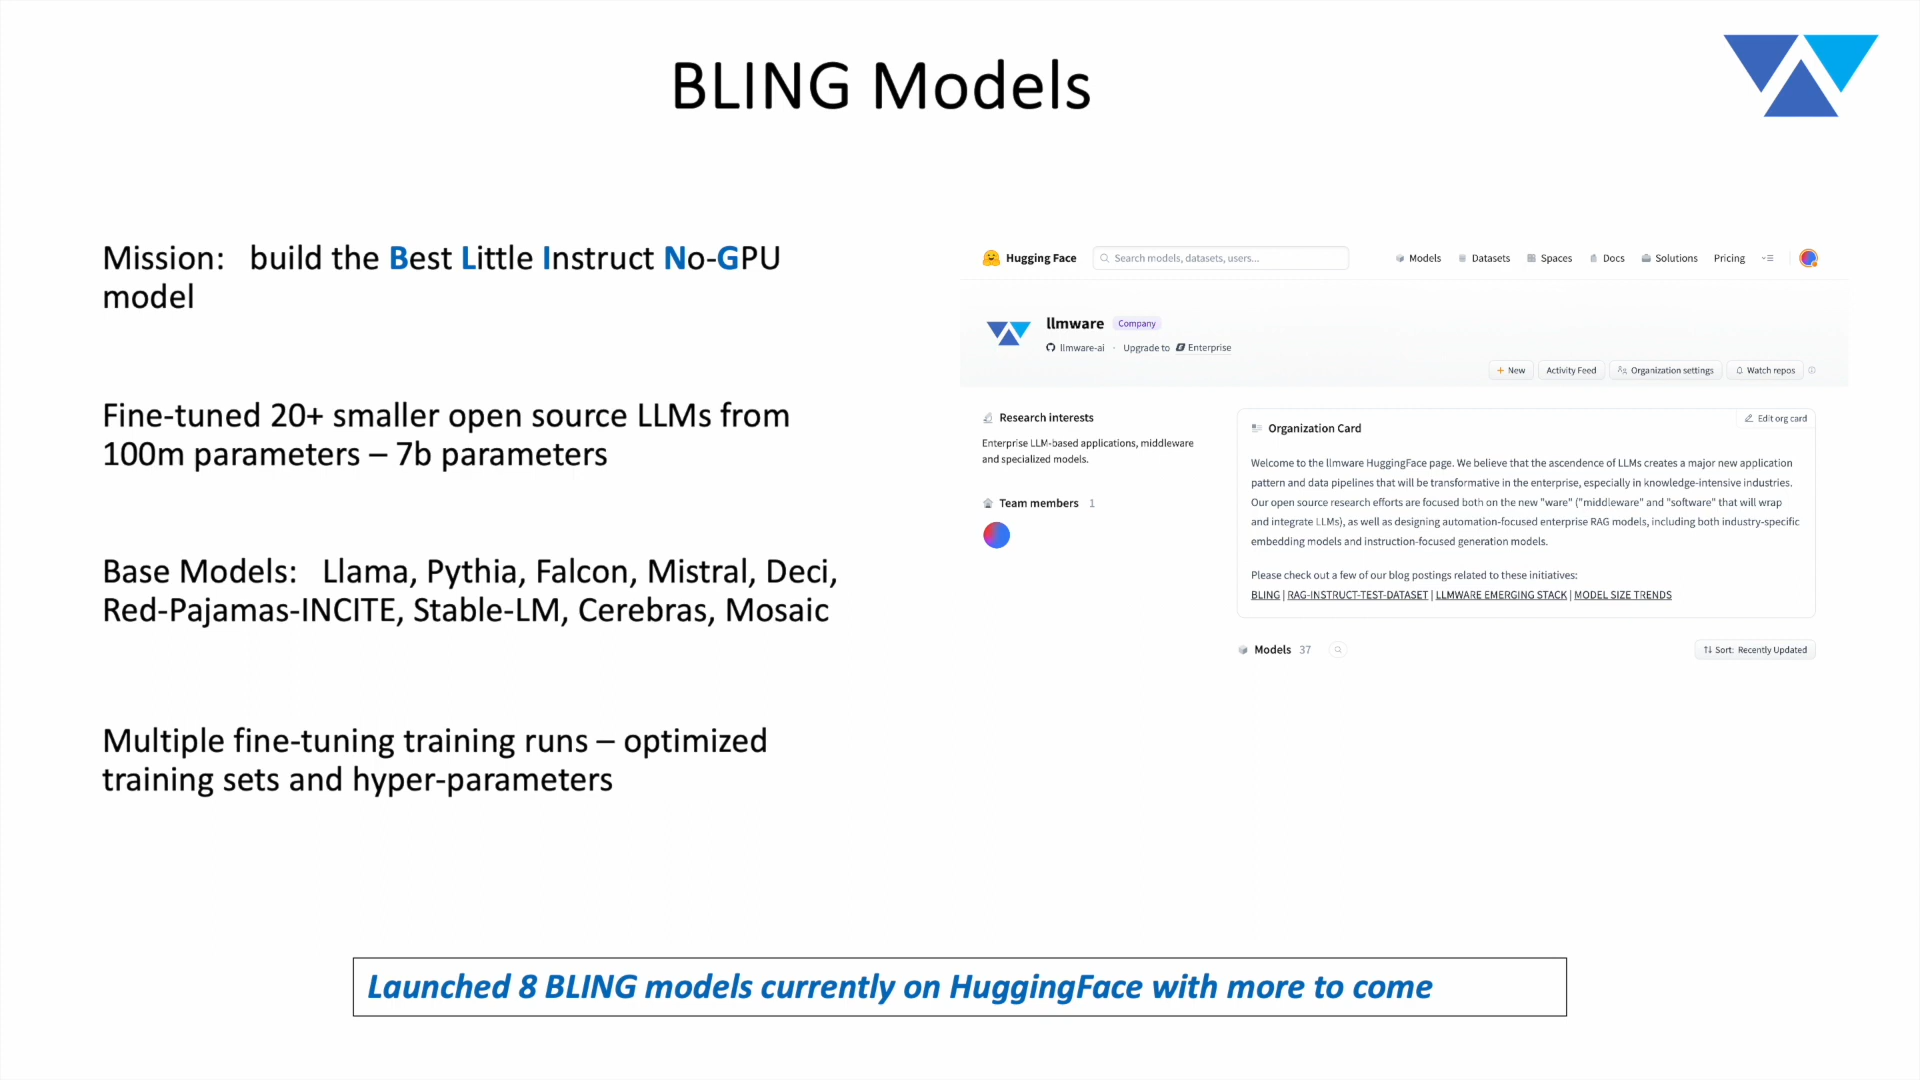 BLING Models
Mission: build the Best Little Instruct No-GPU
model
Fine-tuned 20+ smaller open source LLMs from
100m parameters – 7b parameters
Base Models: Llama, Pythia, Falcon, Mistral, Deci,
Red-Pajamas-INCITE, Stable-LM, Cerebras, Mosaic
Multiple fine-tuning training runs – optimized
training sets and hyper-parameters
Hugging Face Search models, datasets, users... Models Datasets Spaces Docs Solutions Pricing
llmware Company
llmware-ai · Upgrade to Enterprise
+ New Activity Feed Organization settings Watch repos
Research interests
Enterprise LLM-based applications, middleware
and specialized models.
Team members 1
Edit org card
Organization Card
Welcome to the llmware HuggingFace page. We believe that the ascendence of LLMs creates a major new application
pattern and data pipelines that will be transformative in the enterprise, especially in knowledge-intensive industries.
Our open source research efforts are focused both on the new "ware" ("middleware" and "software" that will wrap
and integrate LLMs), as well as designing automation-focused enterprise RAG models, including both industry-specific
embedding models and instruction-focused generation models.
Please check out a few of our blog postings related to these initiatives:
BLING | RAG-INSTRUCT-TEST-DATASET | LLMWARE EMERGING STACK | MODEL SIZE TRENDS
Models 37 Sort: Recently Updated
Launched 8 BLING models currently on HuggingFace with more to come